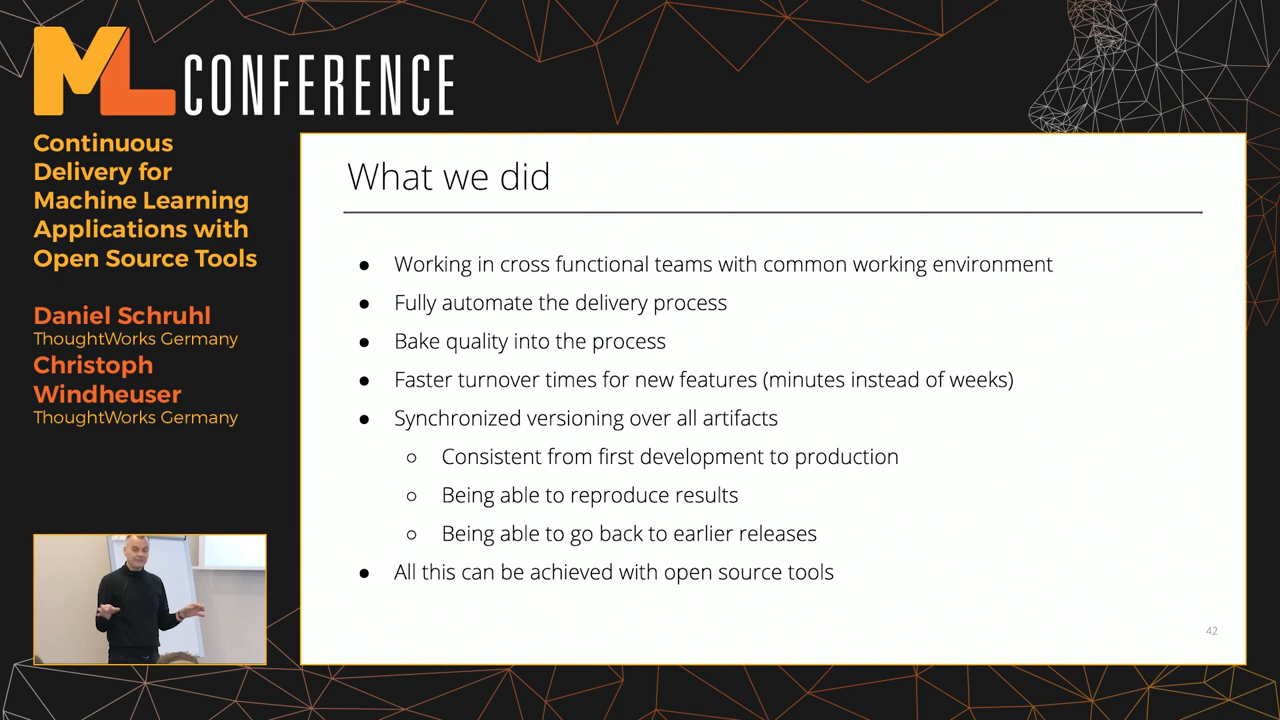 ML CONFERENCE
Continuous
Delivery for
Machine Learning
Applications with
Open Source Tools
Daniel Schruhl
ThoughtWorks Germany
Christoph
Windheuser
ThoughtWorks Germany
What we did
● Working in cross functional teams with common working environment
● Fully automate the delivery process
● Bake quality into the process
● Faster turnover times for new features (minutes instead of weeks)
● Synchronized versioning over all artifacts
○ Consistent from first development to production
○ Being able to reproduce results
○ Being able to go back to earlier releases
● All this can be achieved with open source tools
42